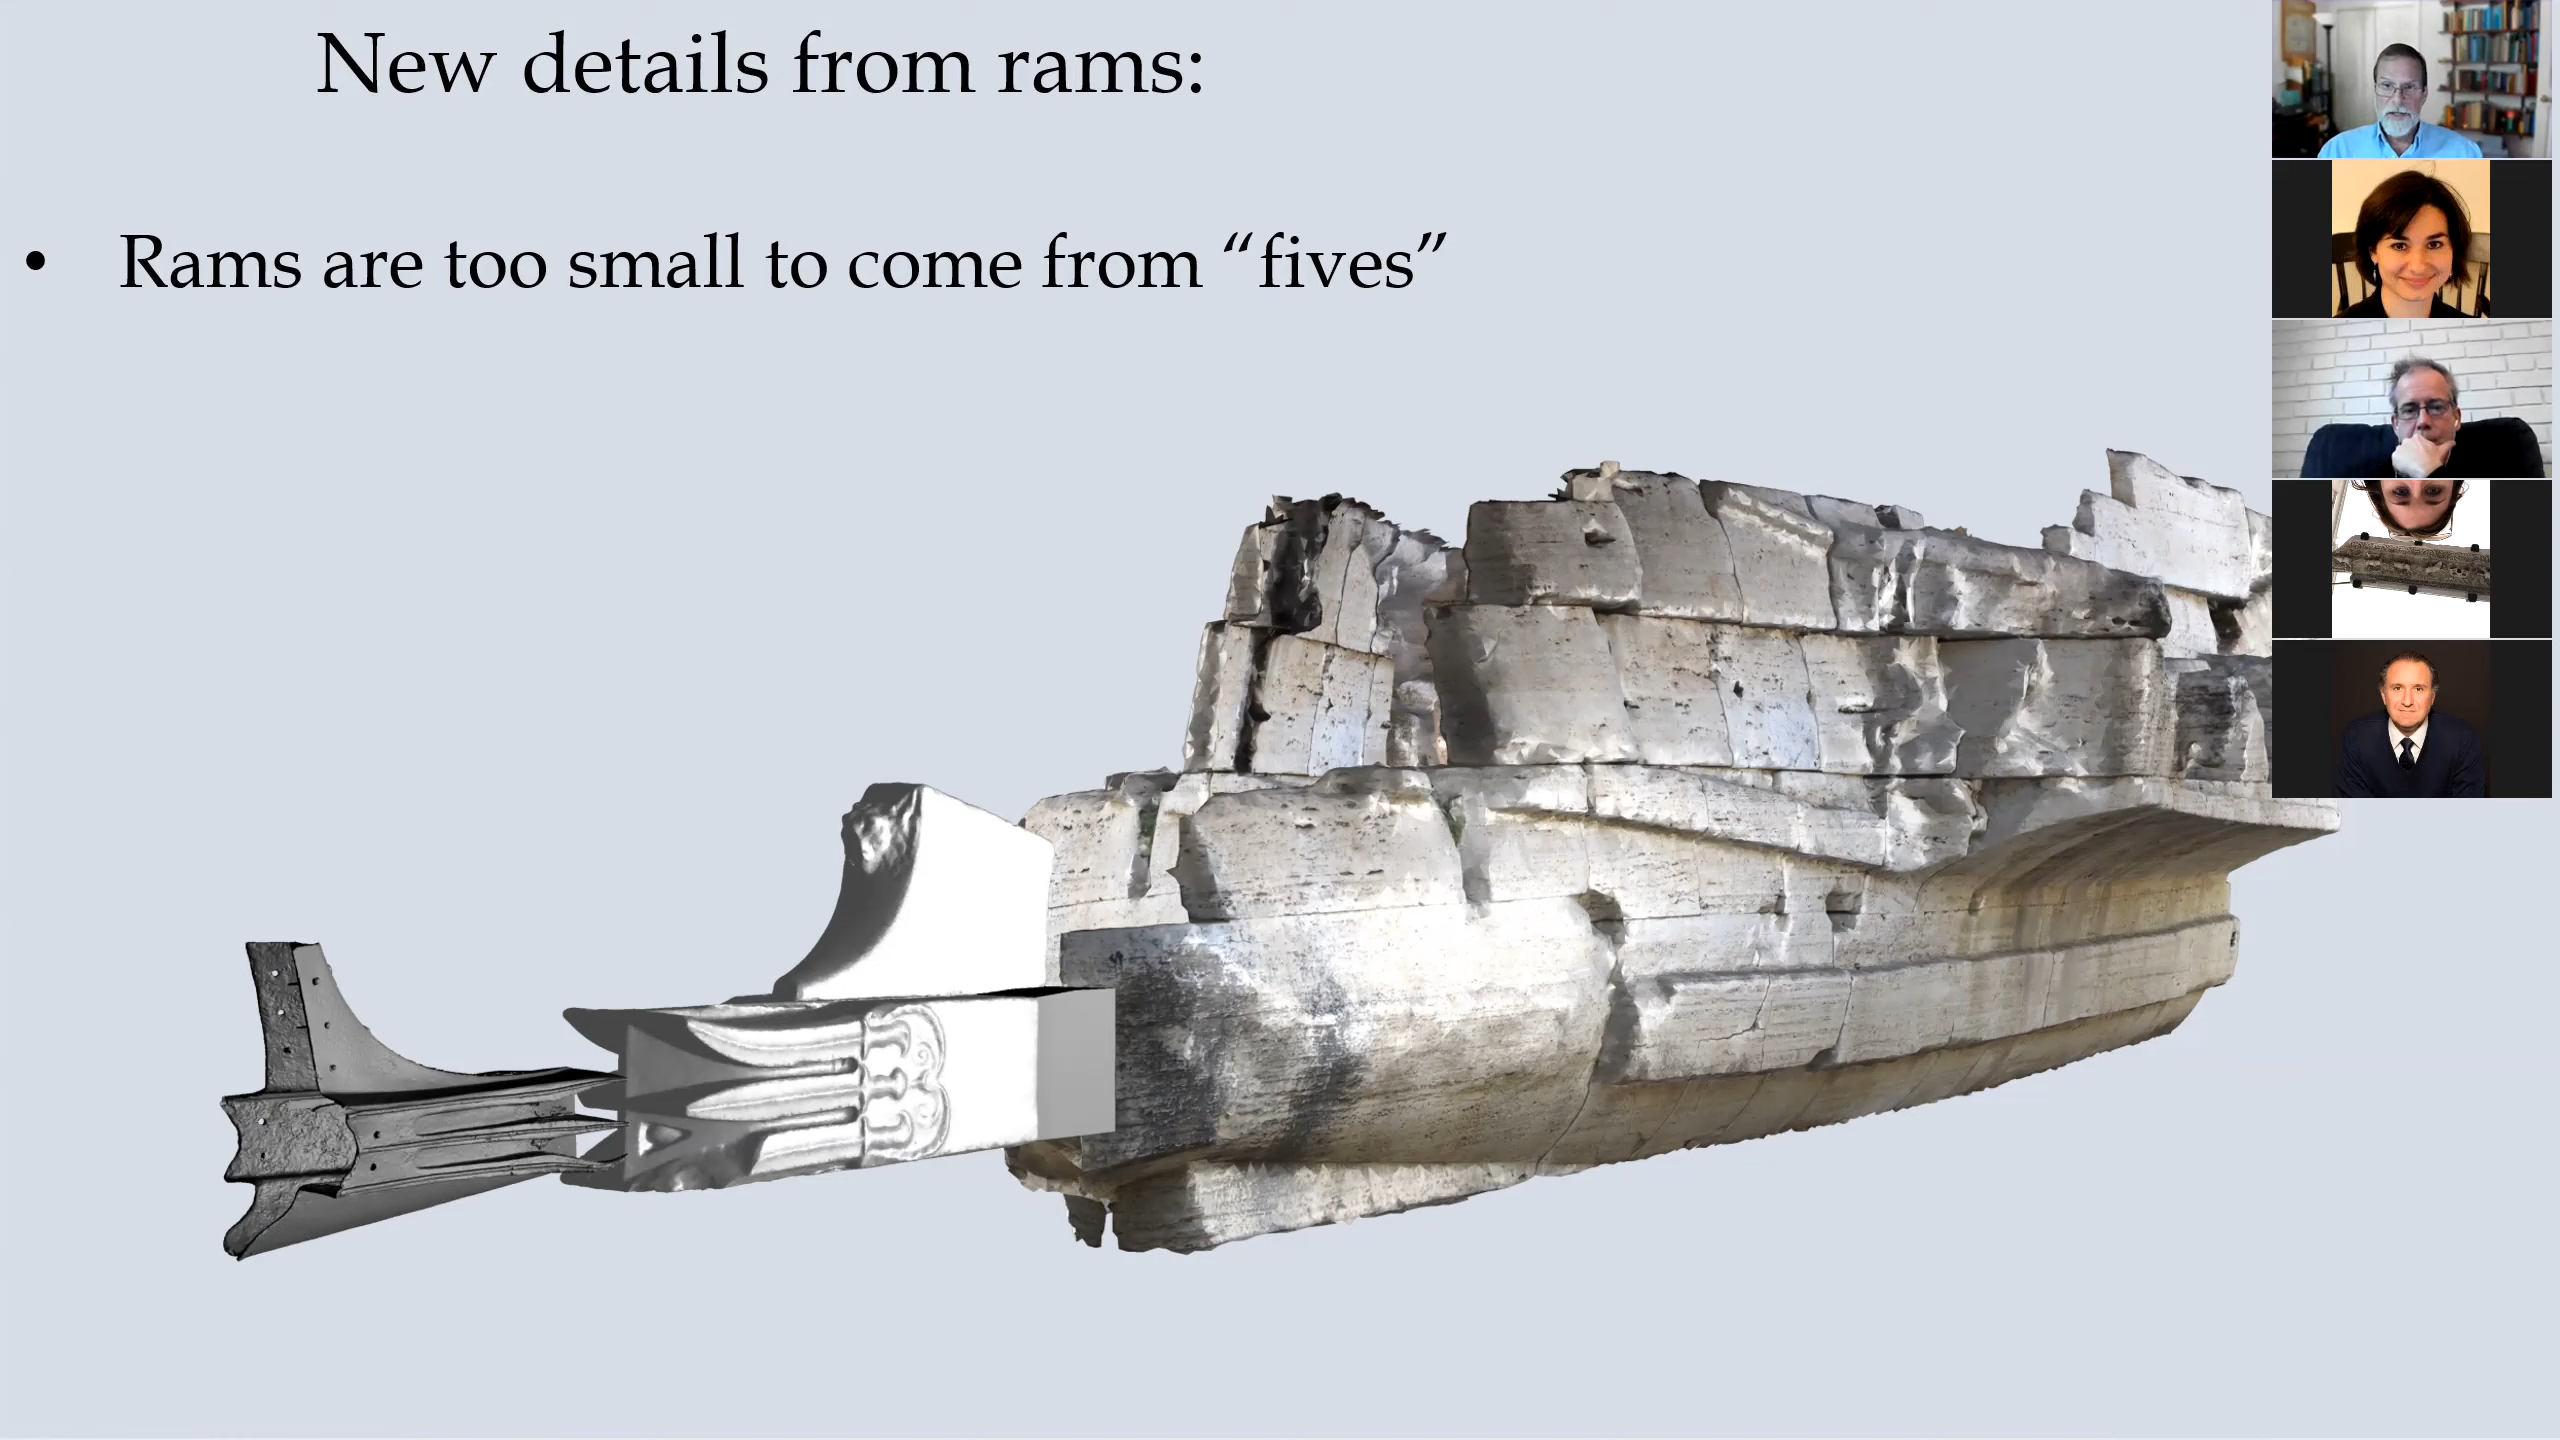 New details from rams:
• Rams are too small to come from “fives”